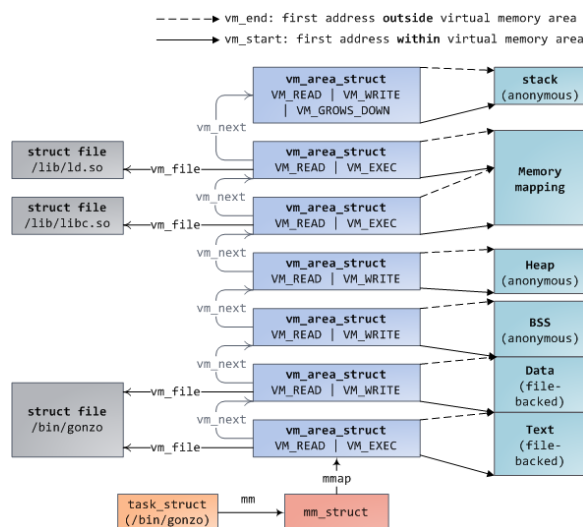 vm_end: first address outside virtual memory area
vm_start: first address within virtual memory area
vm_area_struct
VM_READ | VM_WRITE
| VM_GROWS_DOWN
stack
(anonymous)
vm_next
struct file
/lib/ld.so
vm_file
vm_area_struct
VM_READ | VM_EXEC
Memory
mapping
vm_next
struct file
/lib/libc.so
vm_file
vm_area_struct
VM_READ | VM_EXEC
vm_next
vm_area_struct
VM_READ | VM_WRITE
Heap
(anonymous)
vm_next
vm_area_struct
VM_READ | VM_WRITE
BSS
(anonymous)
vm_next
vm_area_struct
VM_READ | VM_WRITE
vm_file
Data
(file-
backed)
struct file
/bin/gonzo
vm_next
vm_area_struct
VM_READ | VM_EXEC
vm_file
Text
(file-
backed)
mmap
task_struct
(/bin/gonzo)
mm
mm_struct